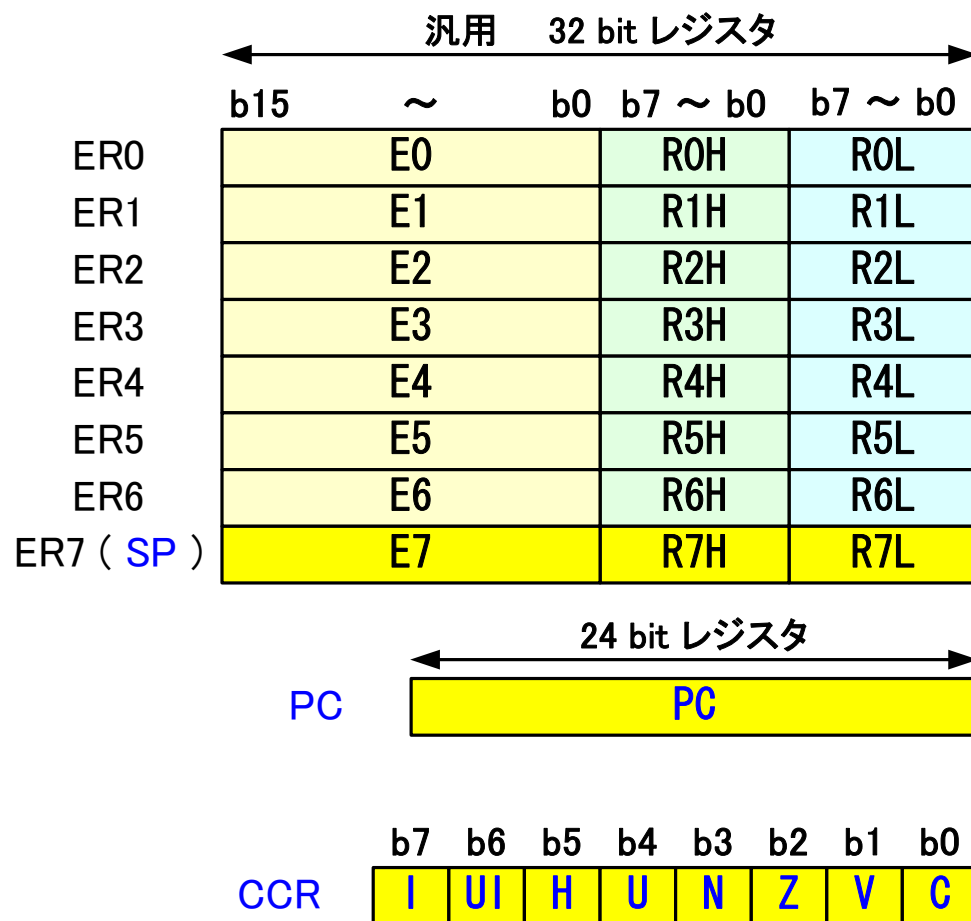 汎用 32 bit レジスタ
b15 ～ b0 b7 ～ b0 b7 ～ b0
ER0 E0 R0H R0L
ER1 E1 R1H R1L
ER2 E2 R2H R2L
ER3 E3 R3H R3L
ER4 E4 R4H R4L
ER5 E5 R5H R5L
ER6 E6 R6H R6L
ER7 ( SP ) E7 R7H R7L
24 bit レジスタ
PC PC
b7 b6 b5 b4 b3 b2 b1 b0
CCR I UI H U N Z V C